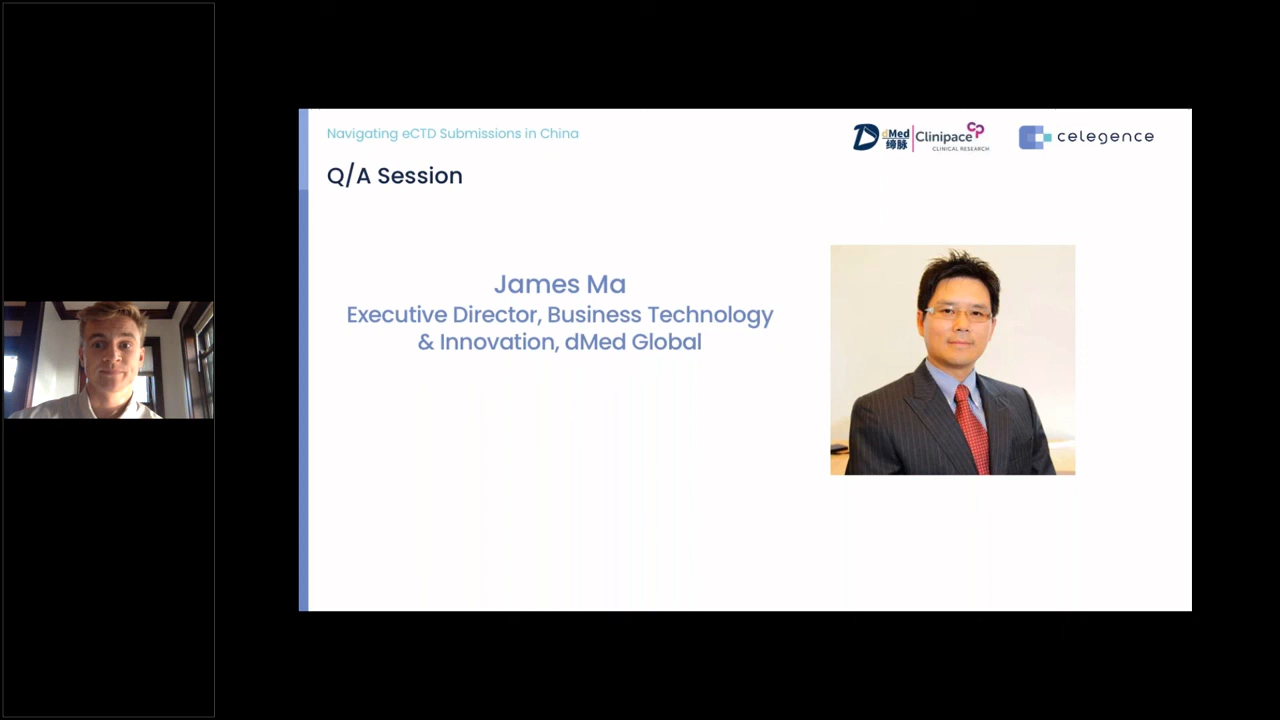 Navigating eCTD Submissions in China
dMed
缔脉
Clinipace
CP
CLINICAL RESEARCH
celegence
Q/A Session
James Ma
Executive Director, Business Technology
& Innovation, dMed Global